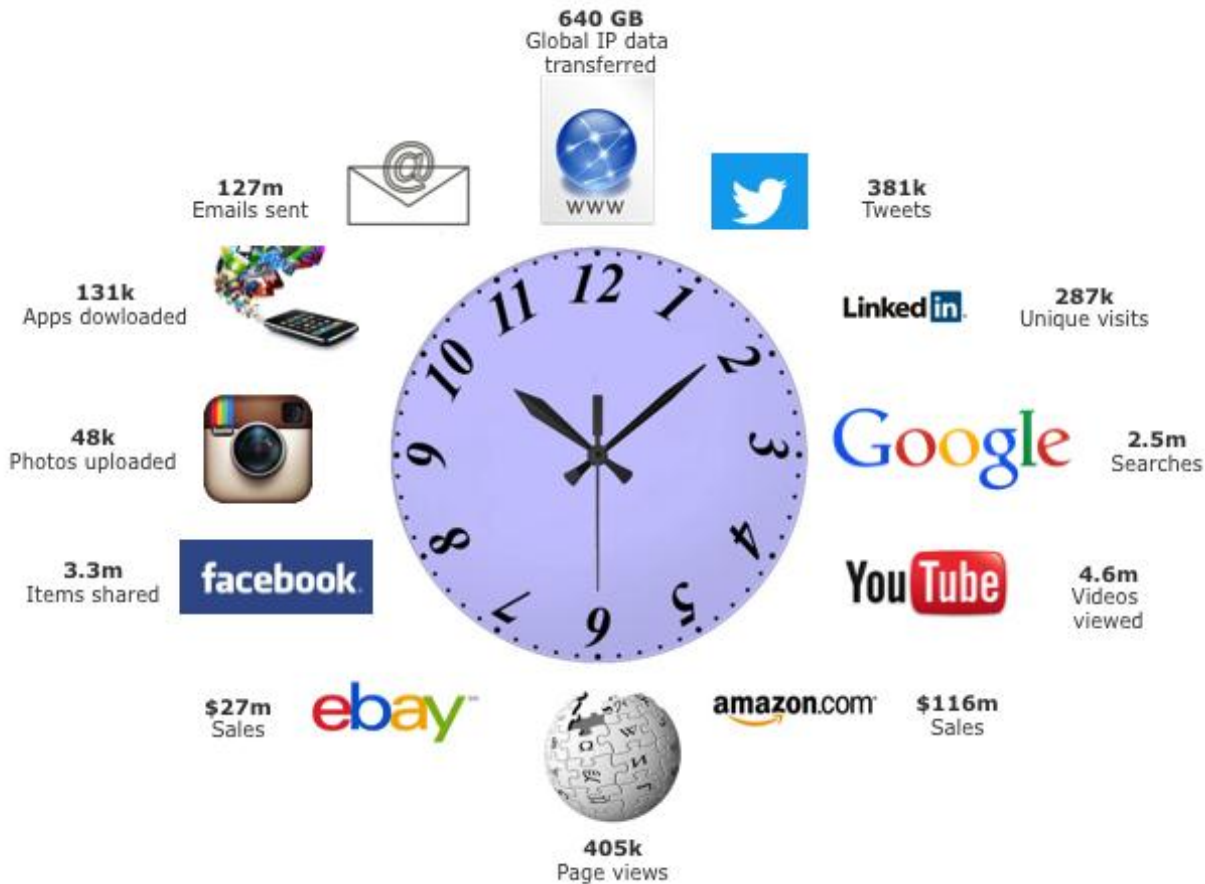 640 GB
Global IP data
transferred
WWW
127m
Emails sent
@
381k
Tweets
131k
Apps dowloaded
Linked in
287k
Unique visits
48k
Photos uploaded
Google
2.5m
Searches
3.3m
Items shared
facebook
YouTube
4.6m
Videos
viewed
12
1
2
3
4
5
6
7
8
9
10
11
$27m
Sales
ebay
amazon.com
$116m
Sales
Ω
W
И
405k
Page views